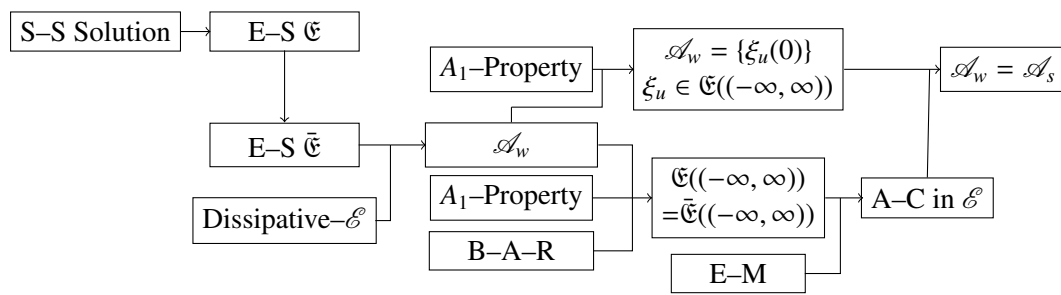 S–S Solution
E–S 𝔈
A₁–Property
𝒜_w = {ξ_u(0)}
ξ_u ∈ 𝔈((−∞, ∞))
𝒜_w = 𝒜_s
E–S 𝔈̄
𝒜_w
Dissipative–ℰ
A₁–Property
B–A–R
𝔈((−∞, ∞))
=𝔈̄((−∞, ∞))
A–C in ℰ
E–M